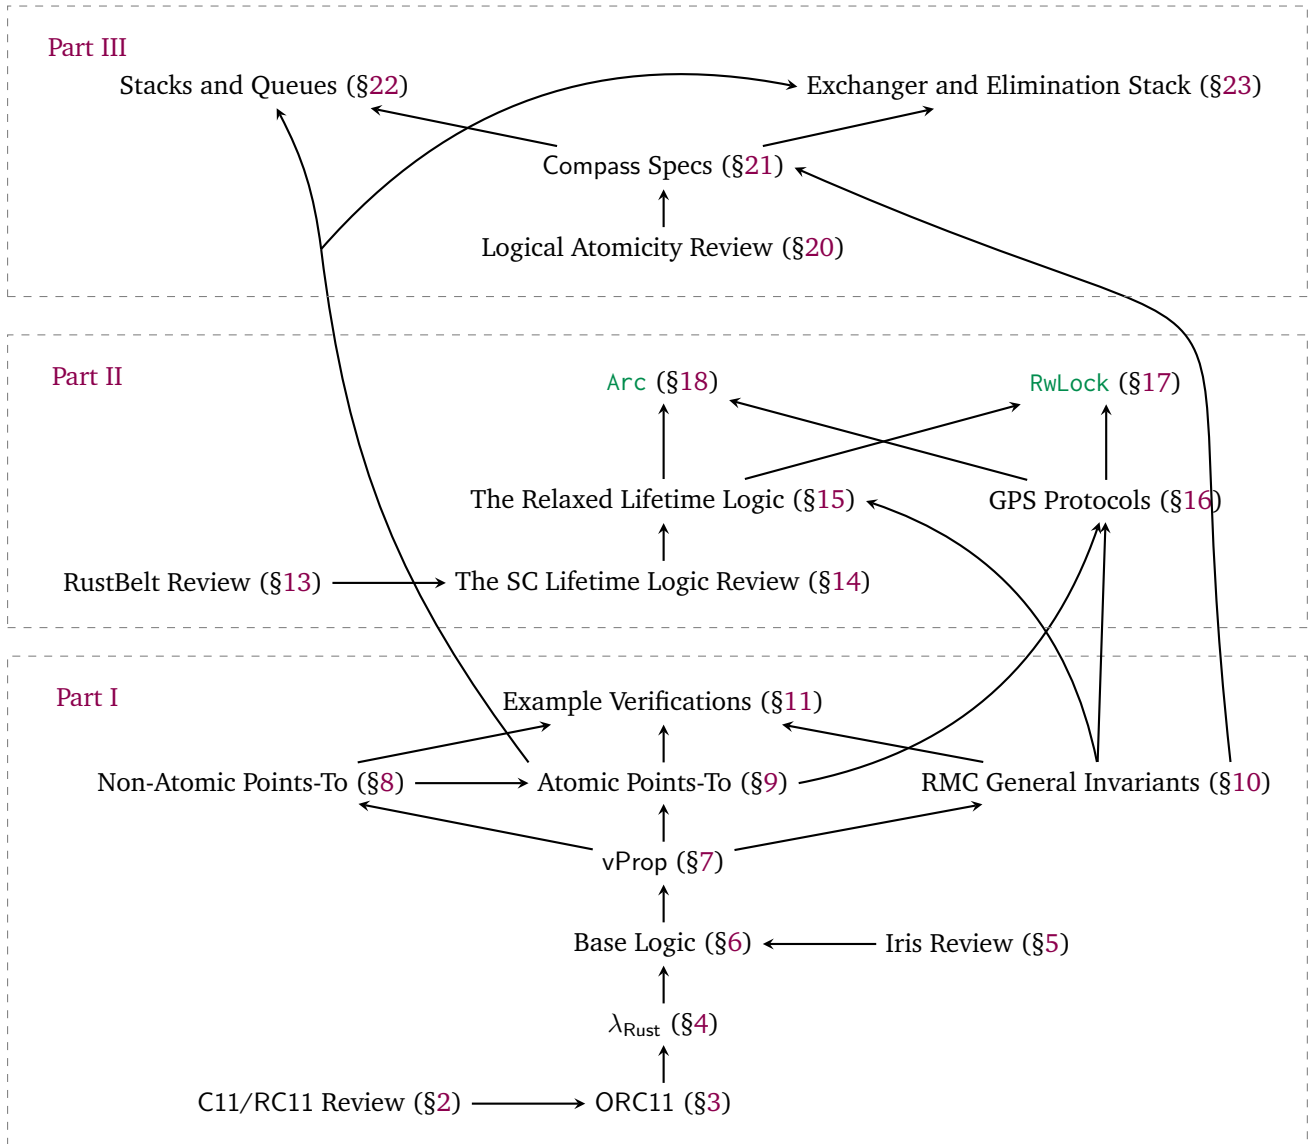 Part III
Stacks and Queues (§22)
Exchanger and Elimination Stack (§23)
Compass Specs (§21)
Logical Atomicity Review (§20)
Part II
Arc (§18)
RwLock (§17)
The Relaxed Lifetime Logic (§15)
GPS Protocols (§16)
RustBelt Review (§13)
The SC Lifetime Logic Review (§14)
Part I
Example Verifications (§11)
Non-Atomic Points-To (§8)
Atomic Points-To (§9)
RMC General Invariants (§10)
vProp (§7)
Base Logic (§6)
Iris Review (§5)
λRust (§4)
C11/RC11 Review (§2)
ORC11 (§3)